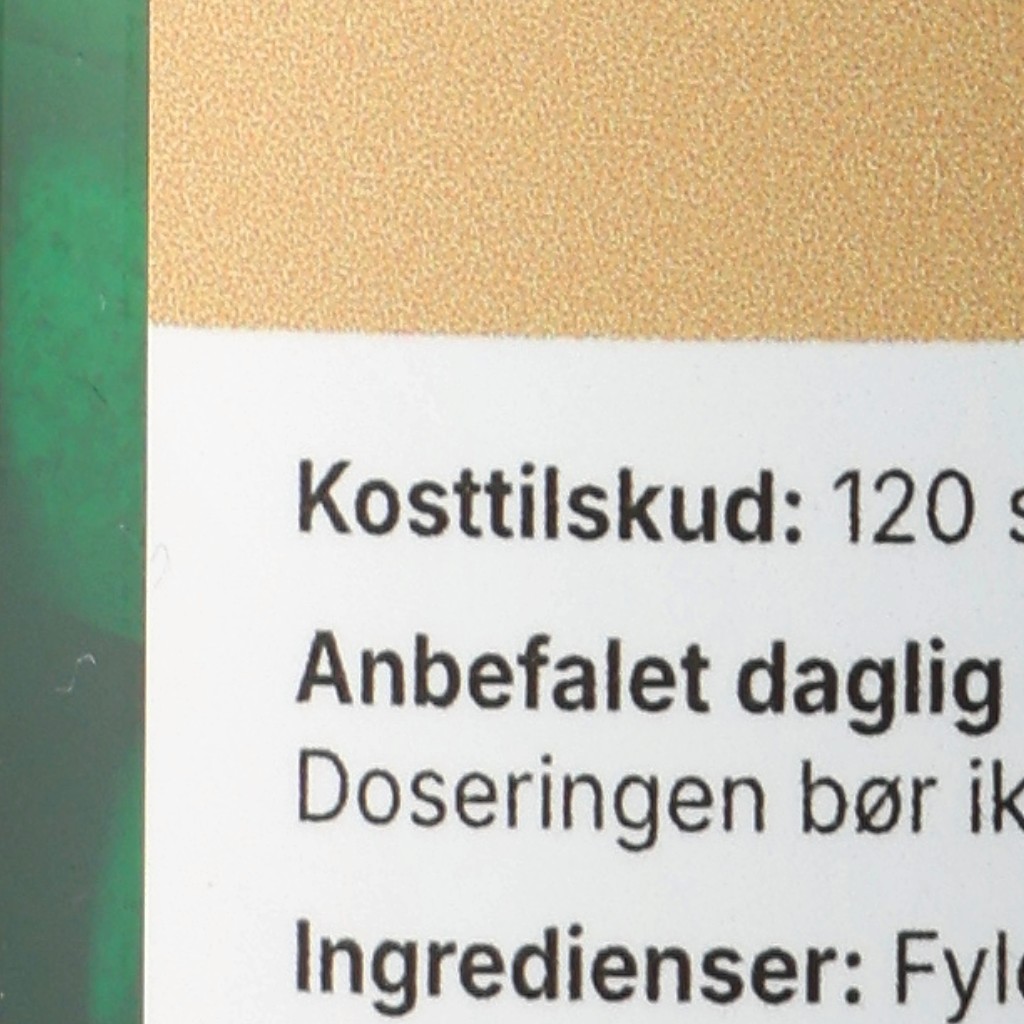 Kosttilskud: 120
Anbefalet daglig
Doseringen bør
Ingredienser: